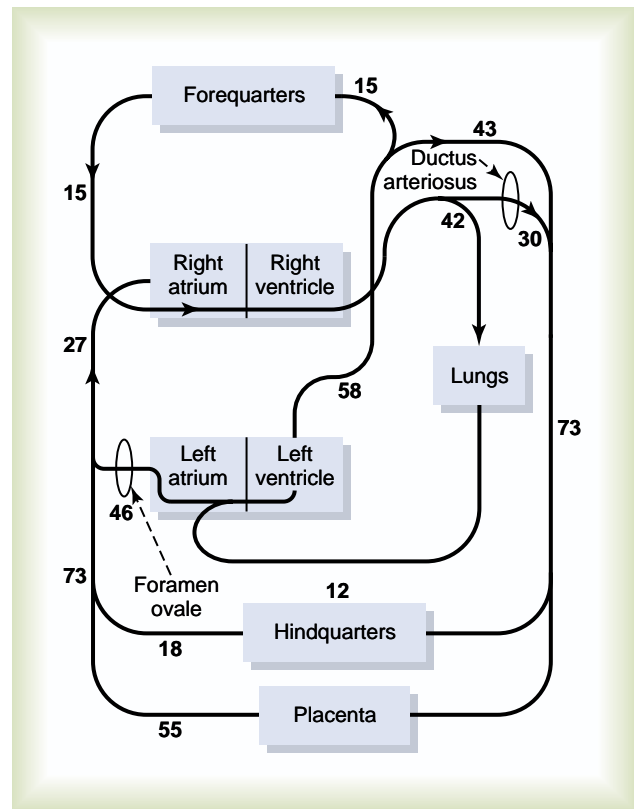 Forequarters
15
43
Ductus
arteriosus
15
42
30
Right
atrium
Right
ventricle
27
58
Lungs
73
Left
atrium
Left
ventricle
46
73
Foramen
ovale
12
18
Hindquarters
55
Placenta